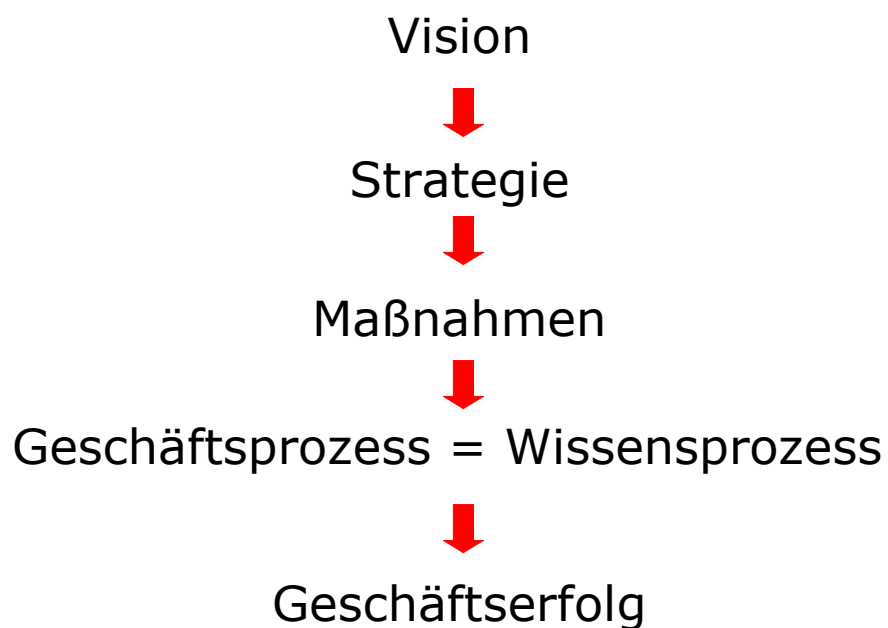 Vision
Strategie
Maßnahmen
Geschäftsprozess = Wissensprozess
Geschäftserfolg